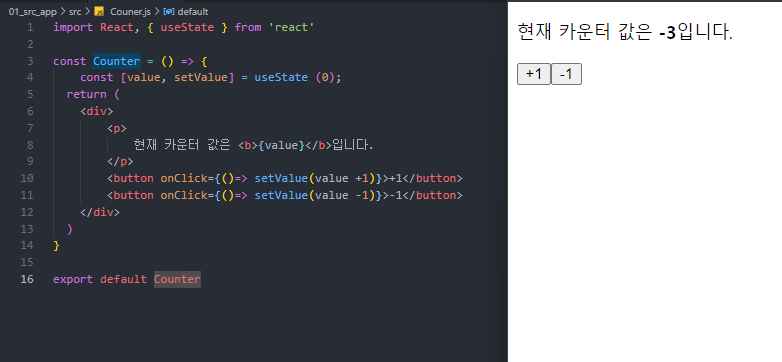 01_src_app > src > JS Couner.js > default
1 import React, { useState } from 'react'
2
3 const Counter = () => {
4 const [value, setValue] = useState (0);
5 return (
6 <div>
7 <p>
8 현재 카운터 값은 <b>{value}</b>입니다.
9 </p>
10 <button onClick={()=> setValue(value +1)}>+1</button>
11 <button onClick={()=> setValue(value -1)}>-1</button>
12 </div>
13 )
14 }
15
16 export default Counter
현재 카운터 값은 -3입니다.
+1 -1